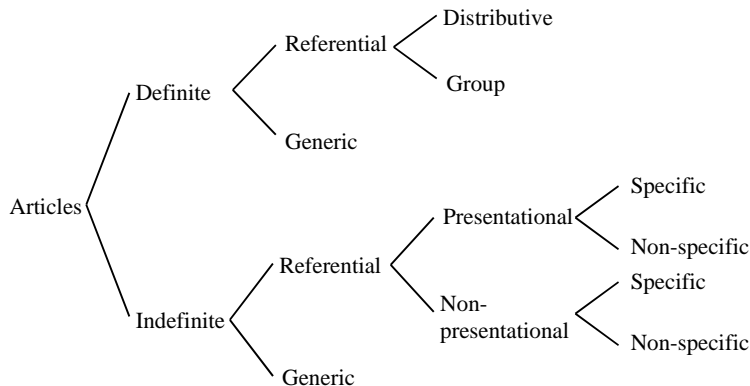 Distributive
Referential
Group
Definite
Generic
Specific
Articles
Presentational
Non-specific
Referential
Specific
Non-
presentational
Indefinite
Non-specific
Generic